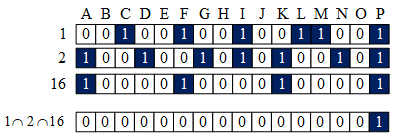 A B C D E F G H I J K L M N O P
1 0 0 1 0 0 1 0 0 1 0 0 1 1 0 0 1
2 1 0 0 1 0 0 1 0 1 0 1 0 0 1 0 1
16 1 0 0 0 0 1 0 0 0 0 1 0 0 0 0 1
1∩2∩16 0 0 0 0 0 0 0 0 0 0 0 0 0 0 0 1